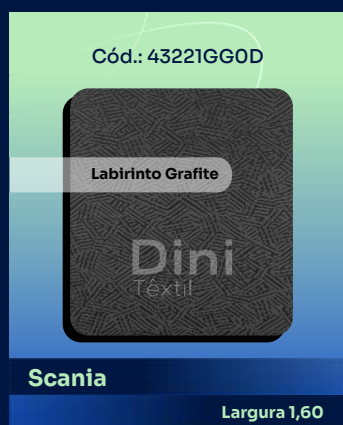 Cód.: 43221GG0D
Labirinto Grafite
Dini
Têxtil
Scania
Largura 1,60